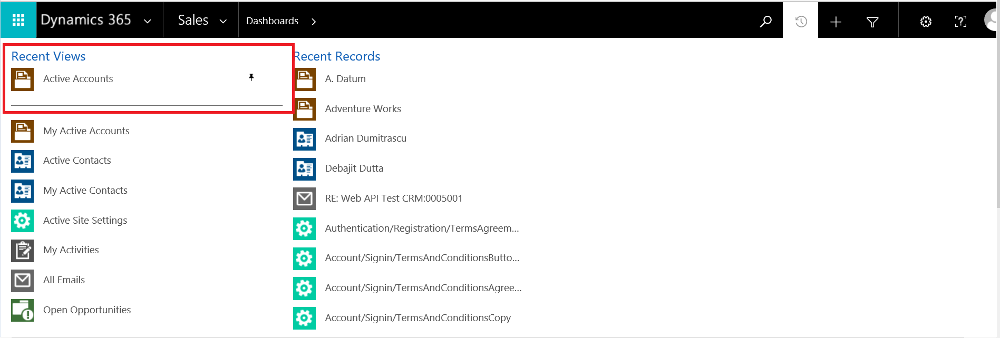 Dynamics 365
Sales
Dashboards
Recent Views
Active Accounts
My Active Accounts
Active Contacts
My Active Contacts
Active Site Settings
My Activities
All Emails
Open Opportunities
Recent Records
A. Datum
Adventure Works
Adrian Dumitrascu
Debajit Dutta
RE: Web API Test CRM:0005001
Authentication/Registration/TermsAgreem...
Account/Signin/TermsAndConditionsButto...
Account/Signin/TermsAndConditionsAgree...
Account/Signin/TermsAndConditionsCopy